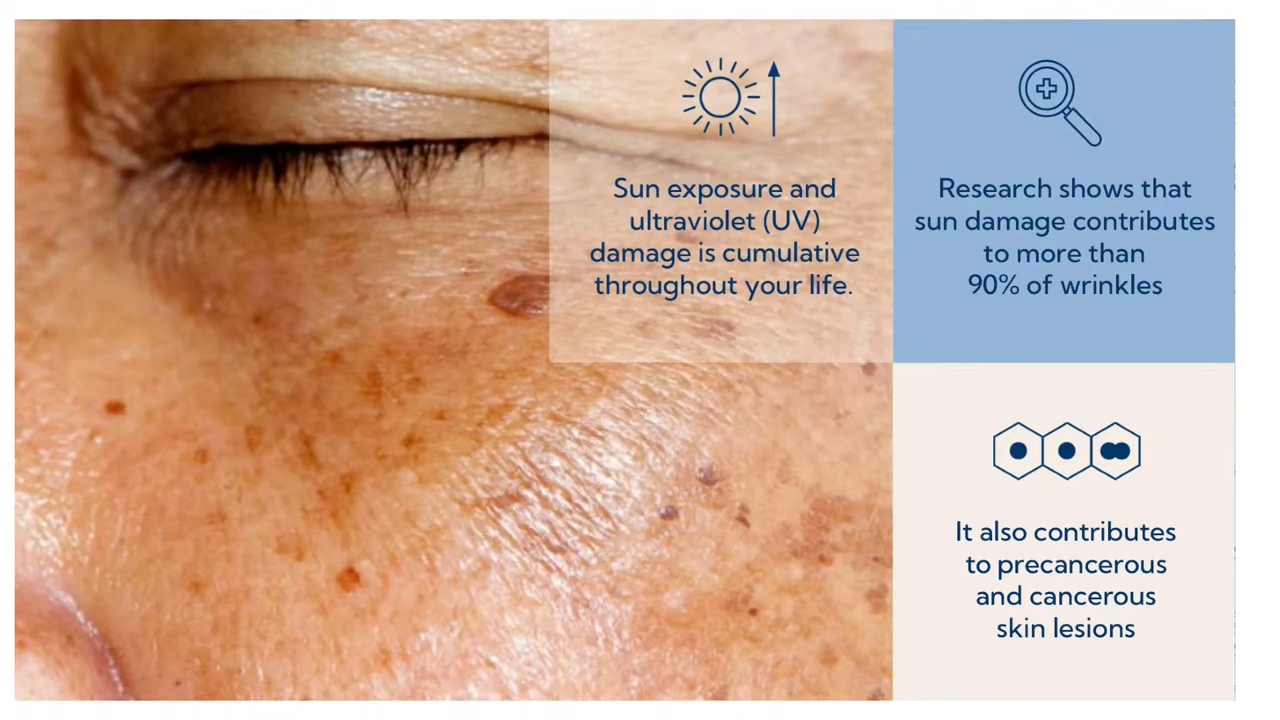 Sun exposure and
ultraviolet (UV)
damage is cumulative
throughout your life.
Research shows that
sun damage contributes
to more than
90% of wrinkles
It also contributes
to precancerous
and cancerous
skin lesions